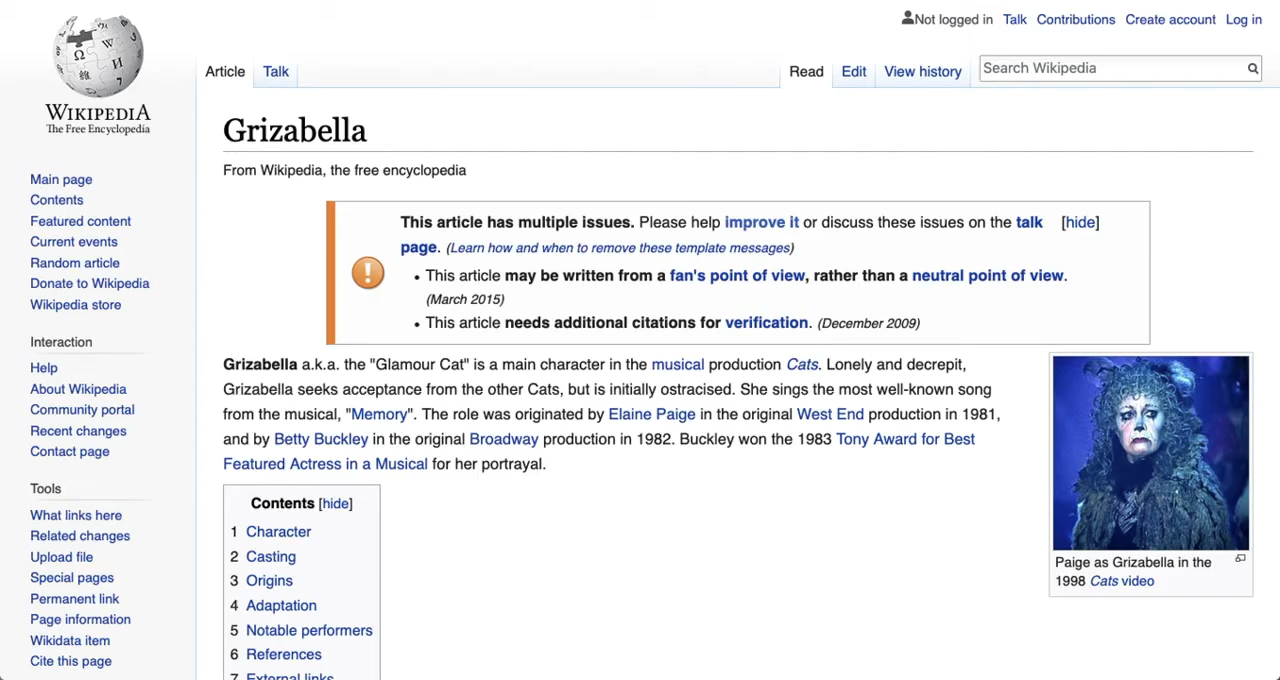 Not logged in Talk Contributions Create account Log in
Article Talk Read Edit View history Search Wikipedia
WIKIPEDIA
The Free Encyclopedia
Main page
Contents
Featured content
Current events
Random article
Donate to Wikipedia
Wikipedia store
Interaction
Help
About Wikipedia
Community portal
Recent changes
Contact page
Tools
What links here
Related changes
Upload file
Special pages
Permanent link
Page information
Wikidata item
Cite this page
Grizabella
From Wikipedia, the free encyclopedia
This article has multiple issues. Please help improve it or discuss these issues on the talk [hide]
page. (Learn how and when to remove these template messages)
• This article may be written from a fan's point of view, rather than a neutral point of view.
(March 2015)
• This article needs additional citations for verification. (December 2009)
Grizabella a.k.a. the "Glamour Cat" is a main character in the musical production Cats. Lonely and decrepit,
Grizabella seeks acceptance from the other Cats, but is initially ostracised. She sings the most well-known song
from the musical, "Memory". The role was originated by Elaine Paige in the original West End production in 1981,
and by Betty Buckley in the original Broadway production in 1982. Buckley won the 1983 Tony Award for Best
Featured Actress in a Musical for her portrayal.
Paige as Grizabella in the
1998 Cats video
Contents [hide]
1 Character
2 Casting
3 Origins
4 Adaptation
5 Notable performers
6 References
7 External links